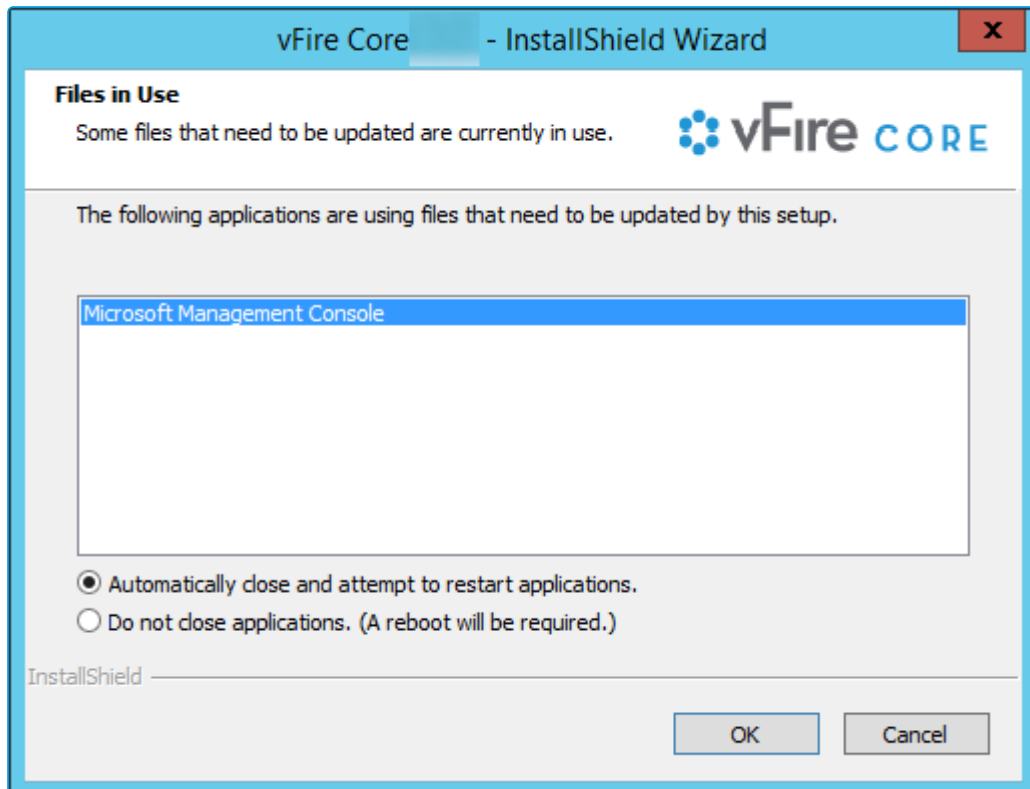 vFire Core - InstallShield Wizard
x
Files in Use
Some files that need to be updated are currently in use.
vFire CORE
The following applications are using files that need to be updated by this setup.
Microsoft Management Console
Automatically close and attempt to restart applications.
Do not close applications. (A reboot will be required.)
InstallShield
OK Cancel